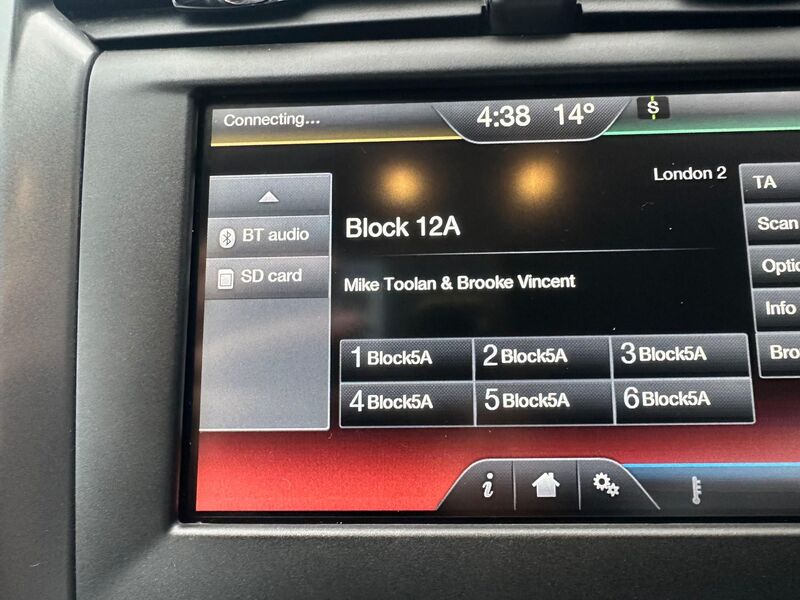 Connecting...
4:38 14°
S
London 2
TA
BT audio
Block 12A
Scan
SD card
Mike Toolan & Brooke Vincent
Info
1 Block5A
2 Block5A
3 Block5A
4 Block5A
5 Block5A
6 Block5A
i